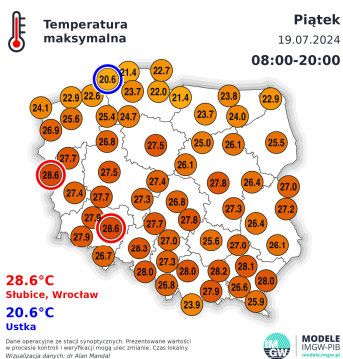 Temperatura
maksymalna
Piątek
19.07.2024
08:00-20:00
20.6 21.4 22.7
24.1 22.9 22.6 23.7 22.0 21.4 23.8 22.9
25.6 25.4 24.7 23.7 24.0
26.9 26.8 27.5 25.0 26.1 25.5
27.7 26.1
28.6 27.5 27.4 27.8 26.4 27.0
27.4 27.7 27.3 26.8 27.3 27.2
27.9 28.6 27.7 27.8 26.4
27.9 28.3 27.0 25.6 27.0 26.1
26.7 27.3 28.0 28.2 28.1
28.0 26.8 27.9 26.6 28.0
23.9 25.9
28.6°C
Słubice, Wrocław
20.6°C
Ustka
Dane operacyjne ze stacji synoptycznych. Prezentowane wartości
w procesie kontroli i weryfikacji mogą ulec zmianie. Czas lokalny.
Wizualizacja danych: dr Alan Mandal
IM
GW
MODELE
IMGW-PIB
modele.imgw.pl